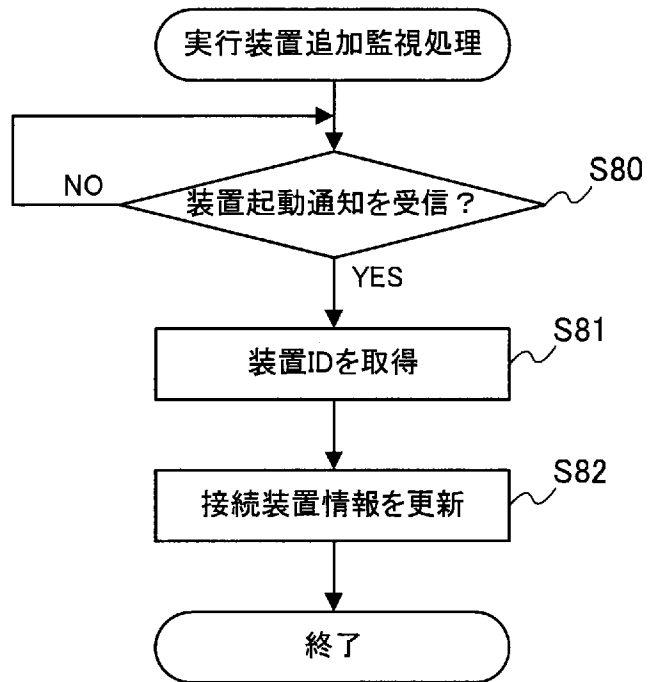 実行装置追加監視処理
NO
装置起動通知を受信？
S80
YES
装置IDを取得
S81
接続装置情報を更新
S82
終了